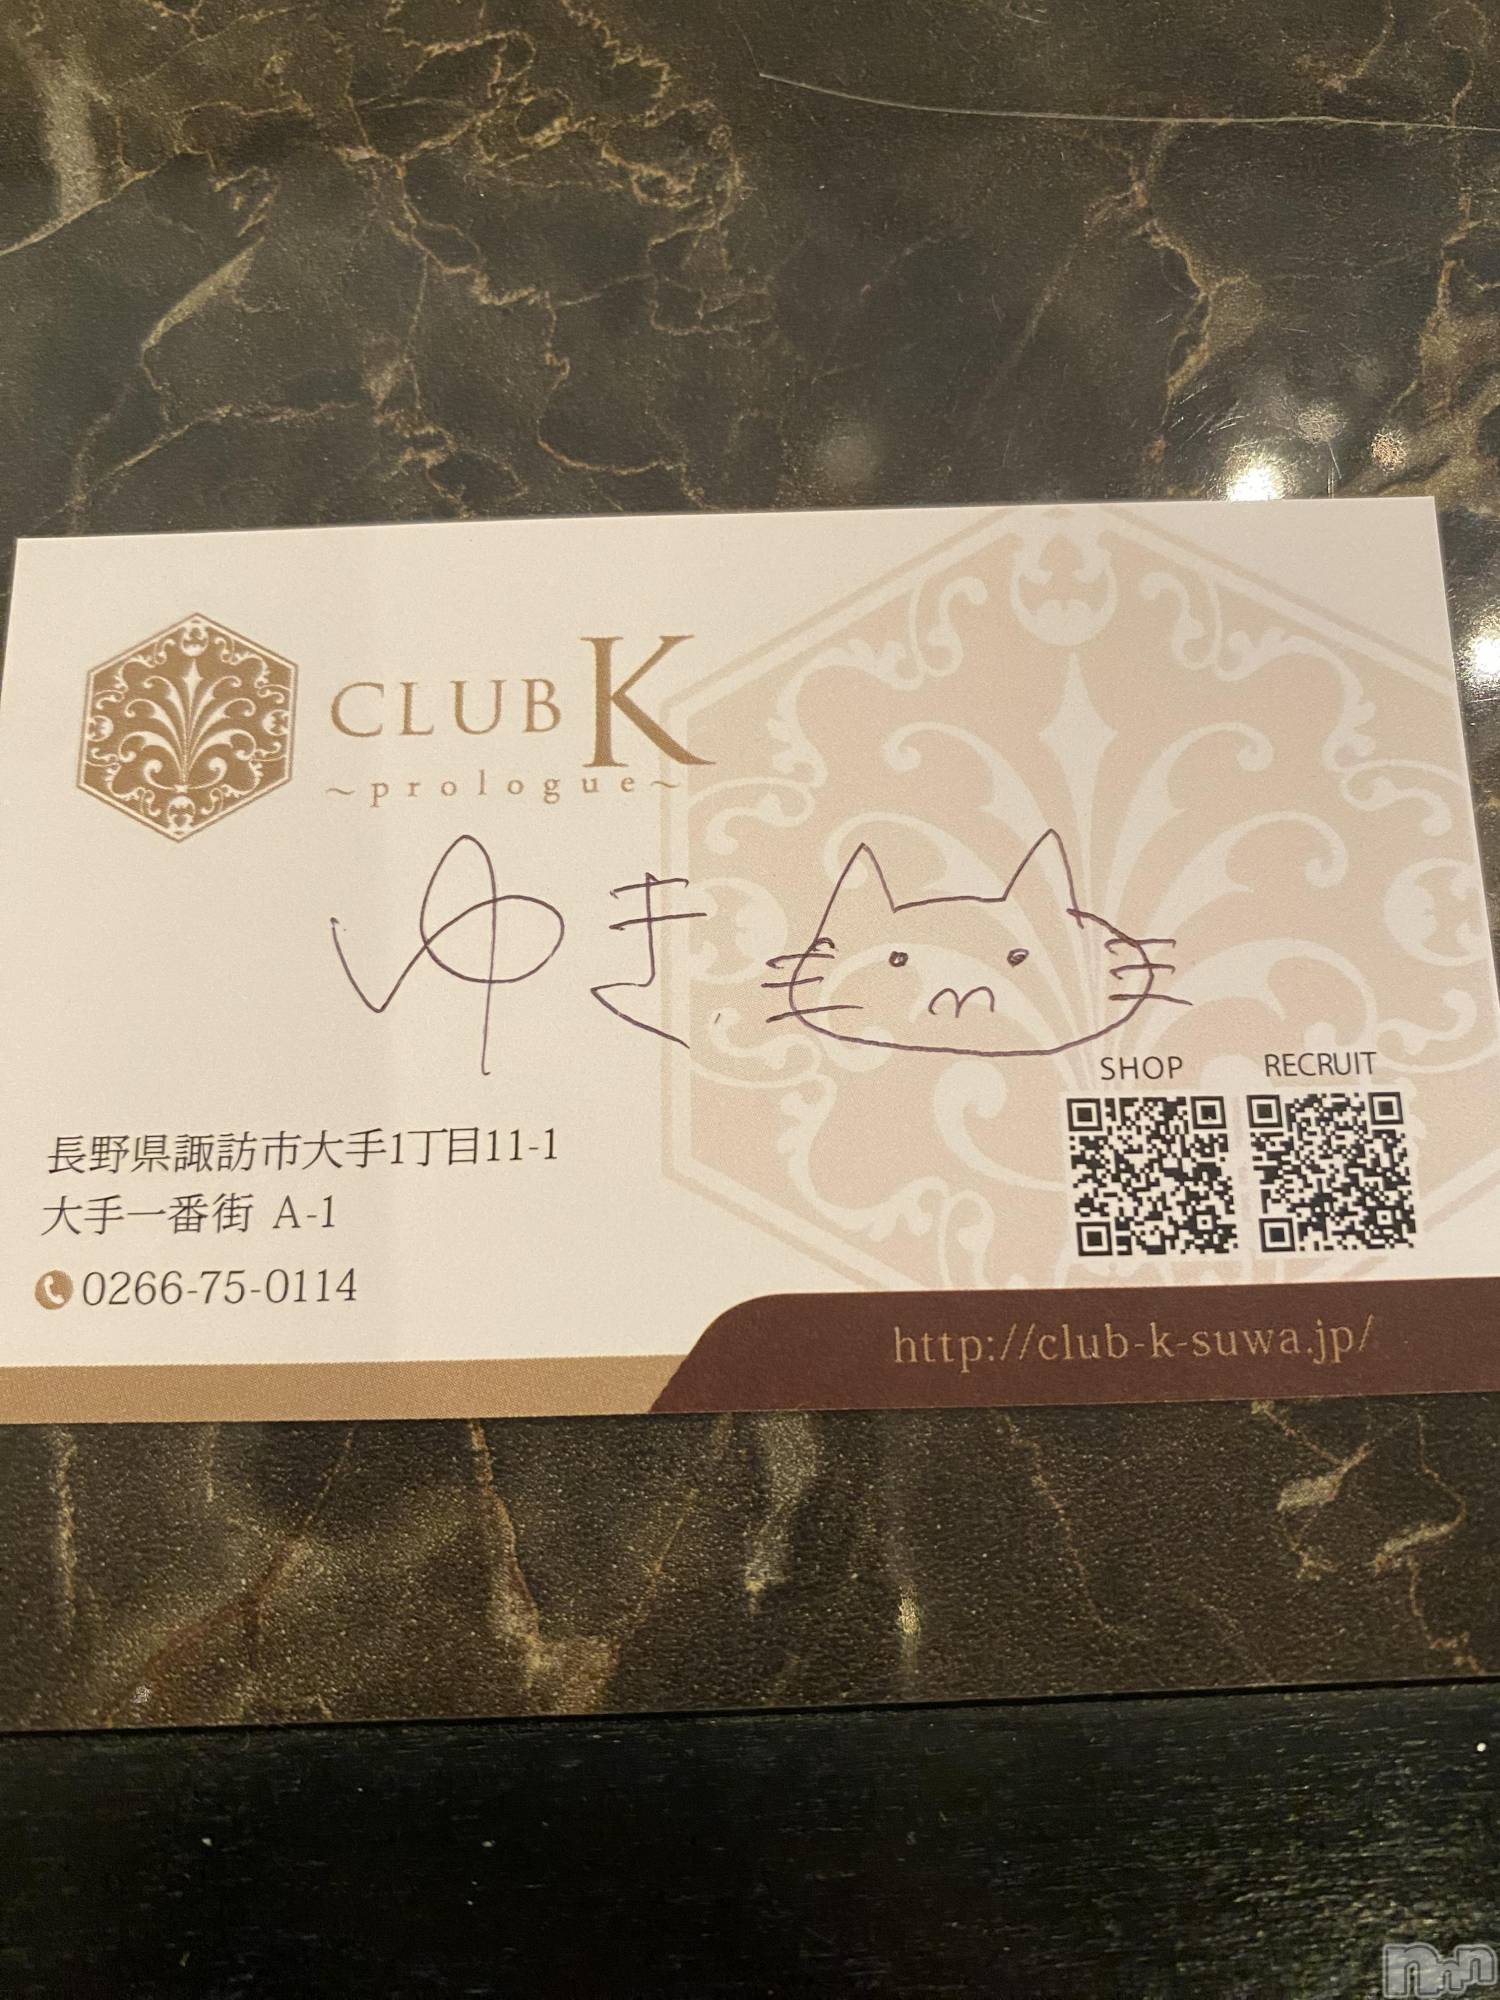 CLUB K
~prologue~
ゆき
SHOP
RECRUIT
長野県諏訪市大手1丁目11-1
大手一番街 A-1
0266-75-0114
http://club-k-suwa.jp/
nnn